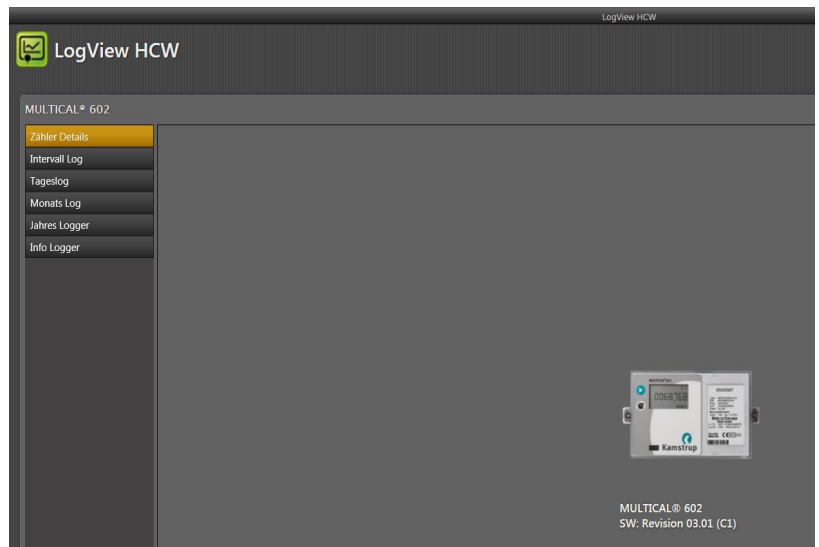 LogView HCW
LogView HCW
MULTICAL® 602
Zähler Details
Intervall Log
Tageslog
Monats Log
Jahres Logger
Info Logger
MULTICAL® 602
SW: Revision 03.01 (C1)
Kamstrup